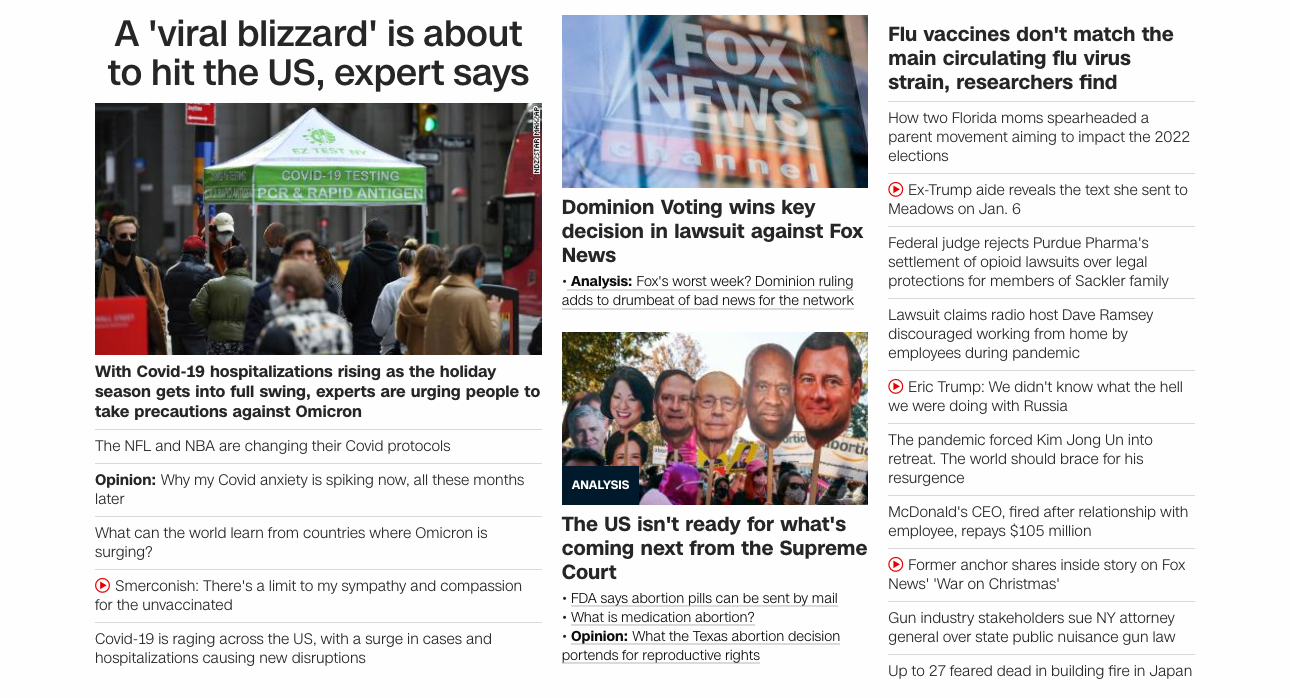 A 'viral blizzard' is about
to hit the US, expert says
EZ TEST NY
COVID-19 TESTING
PCR & RAPID ANTIGEN
With Covid-19 hospitalizations rising as the holiday
season gets into full swing, experts are urging people to
take precautions against Omicron
The NFL and NBA are changing their Covid protocols
Opinion: Why my Covid anxiety is spiking now, all these months
later
What can the world learn from countries where Omicron is
surging?
Smerconish: There's a limit to my sympathy and compassion
for the unvaccinated
Covid-19 is raging across the US, with a surge in cases and
hospitalizations causing new disruptions
FOX
NEWS
channel
Dominion Voting wins key
decision in lawsuit against Fox
News
• Analysis: Fox's worst week? Dominion ruling
adds to drumbeat of bad news for the network
ANALYSIS
The US isn't ready for what's
coming next from the Supreme
Court
• FDA says abortion pills can be sent by mail
• What is medication abortion?
• Opinion: What the Texas abortion decision
portends for reproductive rights
Flu vaccines don't match the
main circulating flu virus
strain, researchers find
How two Florida moms spearheaded a
parent movement aiming to impact the 2022
elections
Ex-Trump aide reveals the text she sent to
Meadows on Jan. 6
Federal judge rejects Purdue Pharma's
settlement of opioid lawsuits over legal
protections for members of Sackler family
Lawsuit claims radio host Dave Ramsey
discouraged working from home by
employees during pandemic
Eric Trump: We didn't know what the hell
we were doing with Russia
The pandemic forced Kim Jong Un into
retreat. The world should brace for his
resurgence
McDonald's CEO, fired after relationship with
employee, repays $105 million
Former anchor shares inside story on Fox
News' 'War on Christmas'
Gun industry stakeholders sue NY attorney
general over state public nuisance gun law
Up to 27 feared dead in building fire in Japan